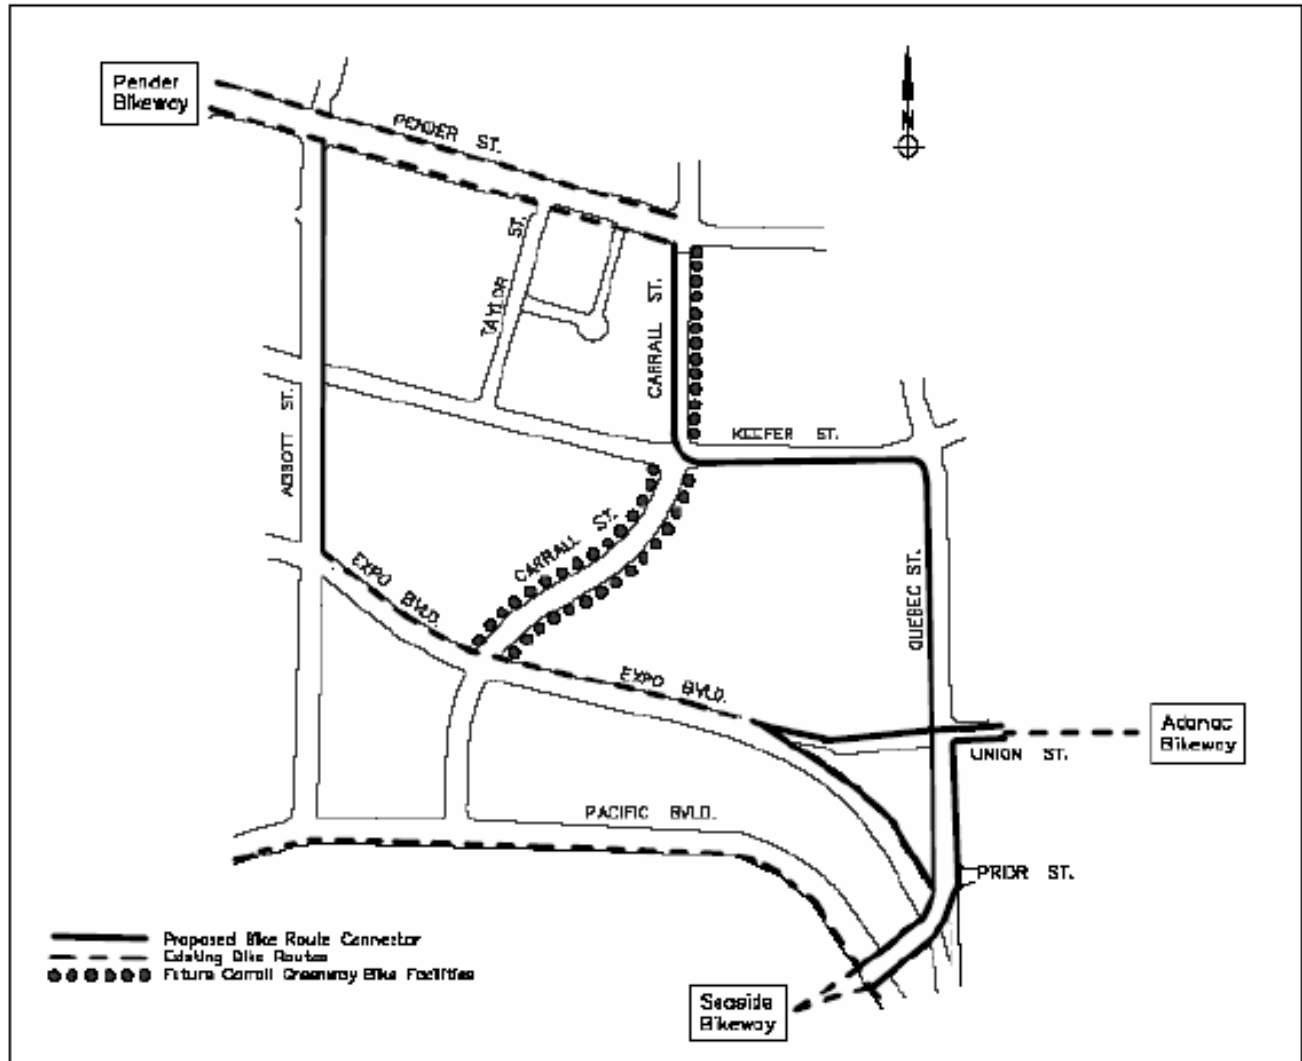 Pender
Bikeway
PENDER ST.
N
TAYLOR ST.
CARRALL ST.
ABBOTT ST.
KEEFER ST.
CARRALL ST.
EXPO BVLD.
QUEBEC ST.
EXPO BVLD.
Adanac
Bikeway
UNION ST.
PACIFIC BVLD.
PRIOR ST.
Proposed Bike Route Connector
Existing Bike Routes
Future Carrall Greenway Bike Facilities
Seaside
Bikeway